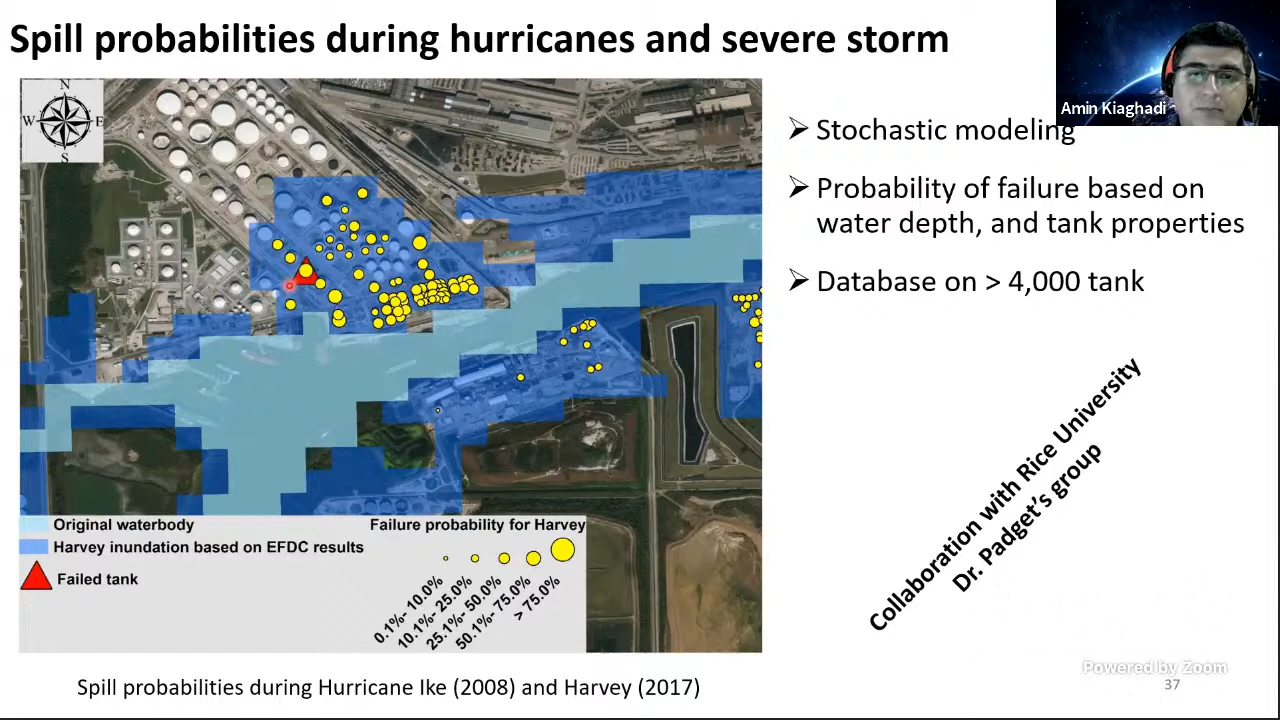 Spill probabilities during hurricanes and severe storm
Amin Kiaghadi
N
W E
S
➢ Stochastic modeling
➢ Probability of failure based on
water depth, and tank properties
➢ Database on > 4,000 tank
Collaboration with Rice University
Dr. Padget's group
Original waterbody
Harvey inundation based on EFDC results
Failed tank
Failure probability for Harvey
0.1%- 10.0%
10.1%- 25.0%
25.1%- 50.0%
50.1%- 75.0%
> 75.0%
Spill probabilities during Hurricane Ike (2008) and Harvey (2017)
Powered by Zoom
37